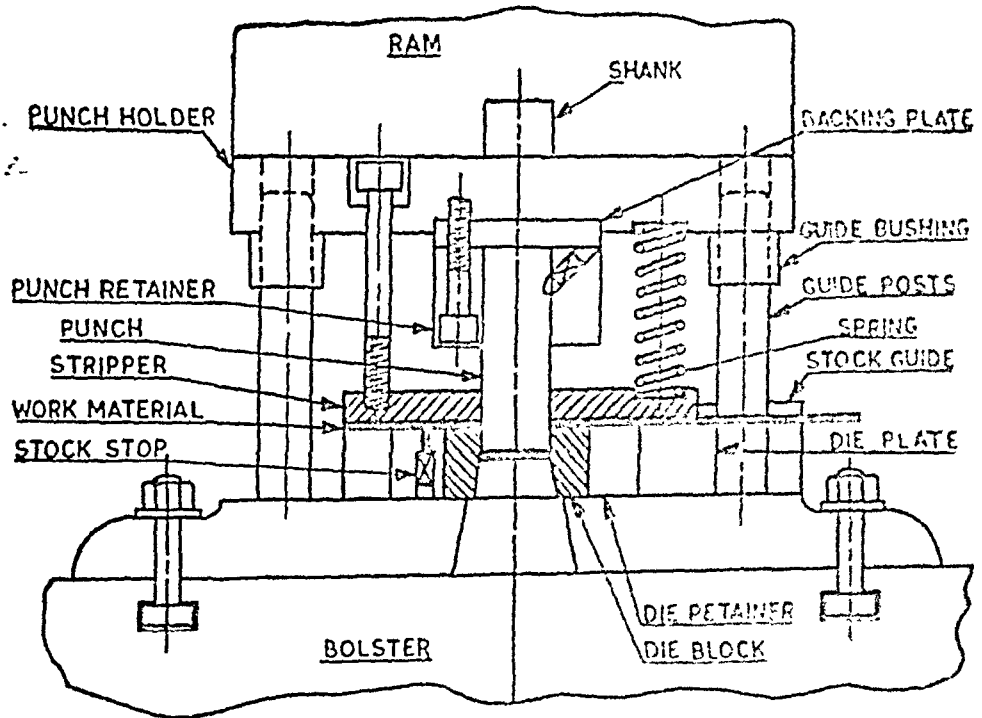 RAM
SHANK
PUNCH HOLDER
BACKING PLATE
GUIDE BUSHING
PUNCH RETAINER
GUIDE POSTS
PUNCH
SPRING
STRIPPER
STOCK GUIDE
WORK MATERIAL
DIE PLATE
STOCK STOP
DIE RETAINER
DIE BLOCK
BOLSTER